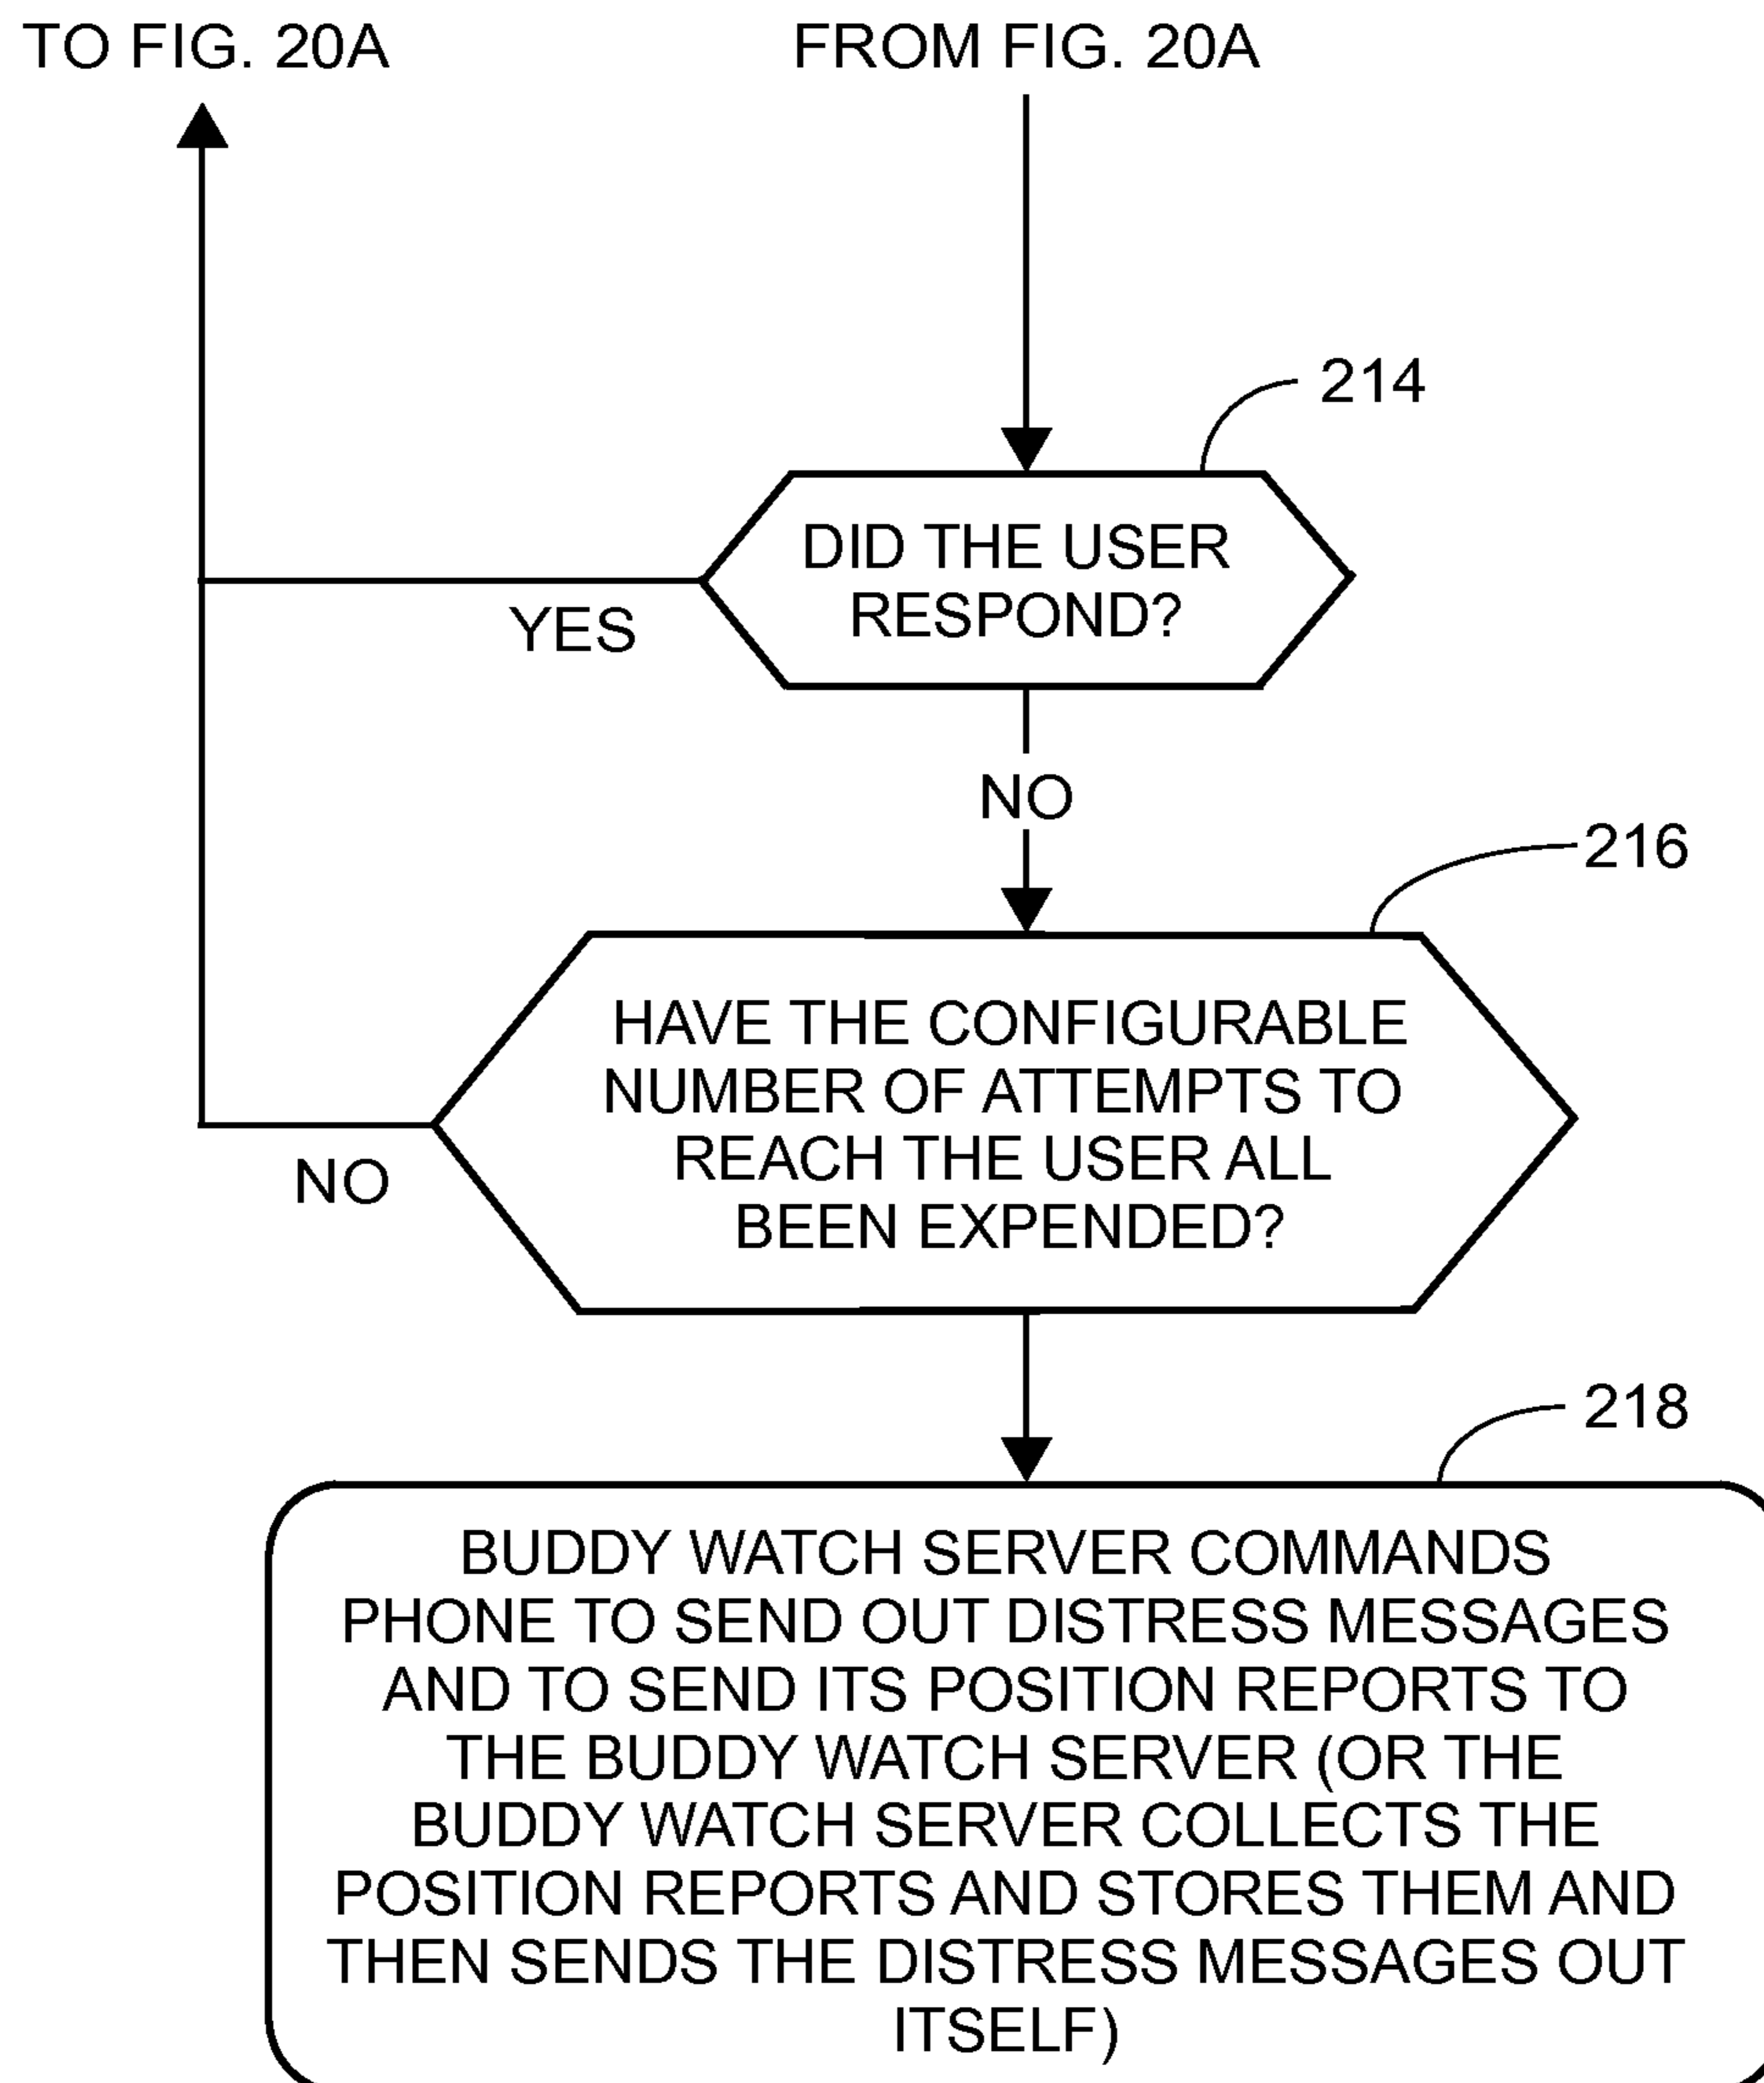 TO FIG. 20A
FROM FIG. 20A
214
DID THE USER
RESPOND?
YES
NO
216
HAVE THE CONFIGURABLE
NUMBER OF ATTEMPTS TO
REACH THE USER ALL
BEEN EXPENDED?
NO
218
BUDDY WATCH SERVER COMMANDS
PHONE TO SEND OUT DISTRESS MESSAGES
AND TO SEND ITS POSITION REPORTS TO
THE BUDDY WATCH SERVER (OR THE
BUDDY WATCH SERVER COLLECTS THE
POSITION REPORTS AND STORES THEM AND
THEN SENDS THE DISTRESS MESSAGES OUT
ITSELF)